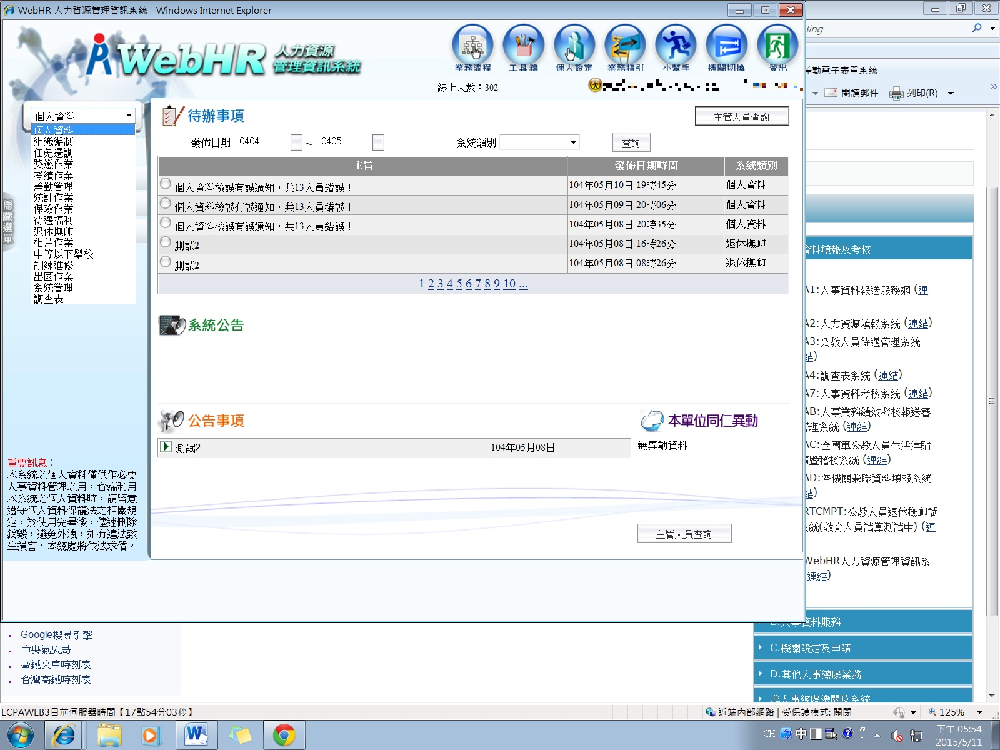 WebHR 人力資源管理資訊系統 - Windows Internet Explorer
WebHR 人力資源
管理資訊系統
業務流程
工具箱
個人設定
業務指引
小幫手
機關切換
登出
線上人數：302
個人資料
個人資料
組織編制
任免遷調
獎懲作業
考績作業
差勤管理
統計作業
保險作業
待遇福利
退休撫卹
相片作業
中等以下學校
訓練進修
出國作業
系統管理
調查表
隱藏選單
重要訊息：
本系統之個人資料僅供作必要
人事資料管理之用，台端利用
本系統之個人資料時，請留意
遵守個人資料保護法之相關規
定，於使用完畢後，儘速刪除
銷毀，避免外洩，如有違法致
生損害，本總處將依法求償。
待辦事項
主管人員查詢
發佈日期 1040411 ... ~ 1040511 ...
系統類別
查詢
主旨 發佈日期時間 系統類別
個人資料檢誤有誤通知，共13人員錯誤！ 104年05月10日 19時45分 個人資料
個人資料檢誤有誤通知，共13人員錯誤！ 104年05月09日 20時06分 個人資料
個人資料檢誤有誤通知，共13人員錯誤！ 104年05月08日 20時35分 個人資料
測試2 104年05月08日 16時26分 退休撫卹
測試2 104年05月08日 08時26分 退休撫卹
1 2 3 4 5 6 7 8 9 10 ...
系統公告
公告事項
測試2 104年05月08日
本單位同仁異動
無異動資料
主管人員查詢
Bing
差勤電子表單系統
閱讀郵件 列印(R) »
資料填報及考核
A1:人事資料報送服務網 (連
A2:人力資源填報系統 (連結)
A3:公教人員待遇管理系統
結)
A4:調查表系統 (連結)
A7:人事資料考核系統 (連結)
AB:人事業務績效考核報送審
管理系統 (連結)
AC:全國軍公教人員生活津貼
暨稽核系統 (連結)
AD:各機關兼職資料填報系統
結)
RTCMPT:公教人員退休撫卹試
系統(教育人員試算測試中) (連
WebHR人力資源管理資訊系
(連結)
B.人事資料服務
C.機關設定及申請
D.其他人事總處業務
非人事總處機關及系統
Google搜尋引擎
中央氣象局
臺鐵火車時刻表
台灣高鐵時刻表
ECPAWEB3目前伺服器時間【17點54分03秒】
近端內部網路 | 受保護模式: 關閉
125%
CH 中
下午 05:54
2015/5/11